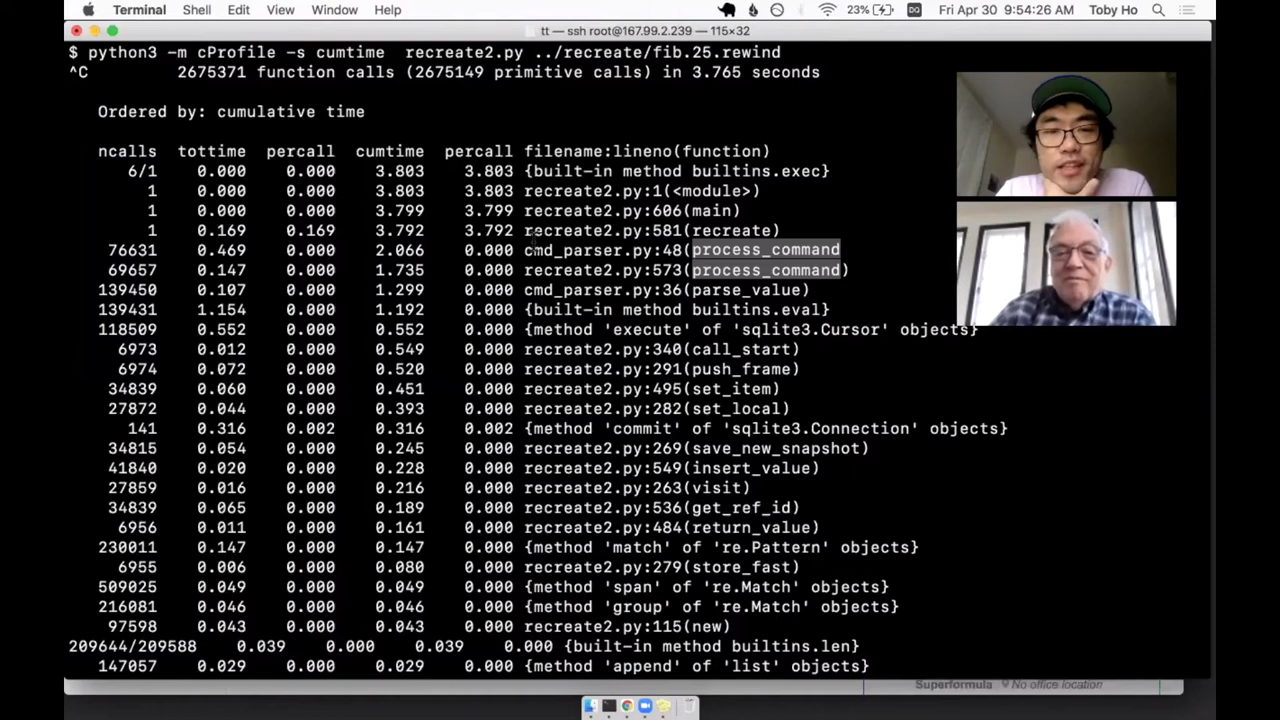 Terminal Shell Edit View Window Help 23% DQ Fri Apr 30 9:54:26 AM Toby Ho
tt — ssh root@167.99.2.239 — 115×32
$ python3 -m cProfile -s cumtime  recreate2.py ../recreate/fib.25.rewind
^C         2675371 function calls (2675149 primitive calls) in 3.765 seconds
Ordered by: cumulative time
ncalls  tottime  percall  cumtime  percall filename:lineno(function)
6/1    0.000    0.000    3.803    3.803 {built-in method builtins.exec}
1    0.000    0.000    3.803    3.803 recreate2.py:1(<module>)
1    0.000    0.000    3.799    3.799 recreate2.py:606(main)
1    0.169    0.169    3.792    3.792 recreate2.py:581(recreate)
76631    0.469    0.000    2.066    0.000 cmd_parser.py:48(process_command
69657    0.147    0.000    1.735    0.000 recreate2.py:573(process_command)
139450    0.107    0.000    1.299    0.000 cmd_parser.py:36(parse_value)
139431    1.154    0.000    1.192    0.000 {built-in method builtins.eval}
118509    0.552    0.000    0.552    0.000 {method 'execute' of 'sqlite3.Cursor' objects}
6973    0.012    0.000    0.549    0.000 recreate2.py:340(call_start)
6974    0.072    0.000    0.520    0.000 recreate2.py:291(push_frame)
34839    0.060    0.000    0.451    0.000 recreate2.py:495(set_item)
27872    0.044    0.000    0.393    0.000 recreate2.py:282(set_local)
141    0.316    0.002    0.316    0.002 {method 'commit' of 'sqlite3.Connection' objects}
34815    0.054    0.000    0.245    0.000 recreate2.py:269(save_new_snapshot)
41840    0.020    0.000    0.228    0.000 recreate2.py:549(insert_value)
27859    0.016    0.000    0.216    0.000 recreate2.py:263(visit)
34839    0.065    0.000    0.189    0.000 recreate2.py:536(get_ref_id)
6956    0.011    0.000    0.161    0.000 recreate2.py:484(return_value)
230011    0.147    0.000    0.147    0.000 {method 'match' of 're.Pattern' objects}
6955    0.006    0.000    0.080    0.000 recreate2.py:279(store_fast)
509025    0.049    0.000    0.049    0.000 {method 'span' of 're.Match' objects}
216081    0.046    0.000    0.046    0.000 {method 'group' of 're.Match' objects}
97598    0.043    0.000    0.043    0.000 recreate2.py:115(new)
209644/209588    0.039    0.000    0.039    0.000 {built-in method builtins.len}
147057    0.029    0.000    0.029    0.000 {method 'append' of 'list' objects}
Superformula No office location